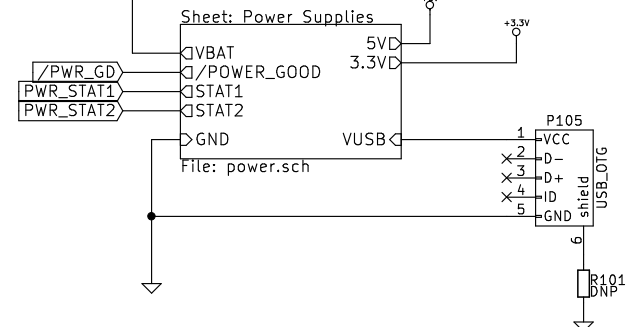 Sheet: Power Supplies
+3.3V
5V
VBAT
3.3V
/PWR_GD
/POWER_GOOD
PWR_STAT1
STAT1
PWR_STAT2
STAT2
P105
GND
VUSB
1
VCC
2
D-
3
D+
4
ID
5
GND
shield
USB_OTG
File: power.sch
6
R101
DNP